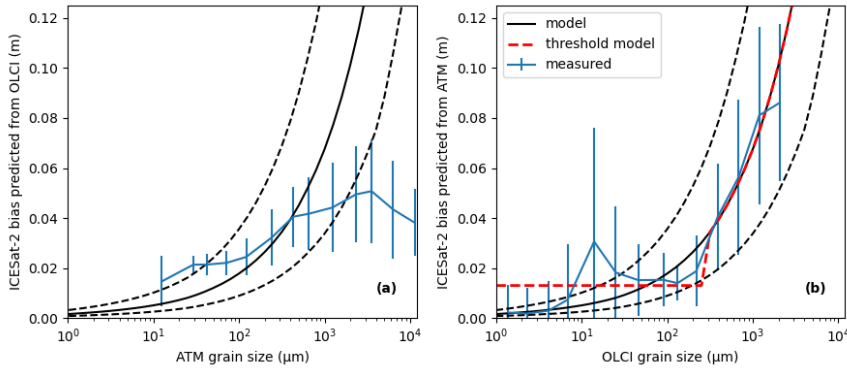 ICESat-2 bias predicted from OLCI (m)
0.12
0.10
0.08
0.06
0.04
0.02
0.00
10⁰
10¹
10²
10³
10⁴
ATM grain size (μm)
(a)
ICESat-2 bias predicted from ATM (m)
0.12
0.10
0.08
0.06
0.04
0.02
0.00
10⁰
10¹
10²
10³
10⁴
OLCI grain size (μm)
model
threshold model
measured
(b)